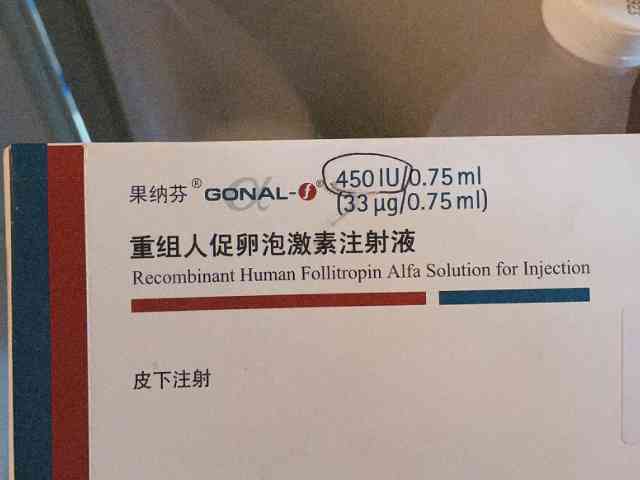 果纳芬® GONAL-f® 450 IU/0.75 ml
(33 µg/0.75 ml)
重组人促卵泡激素注射液
Recombinant Human Follitropin Alfa Solution for Injection
皮下注射